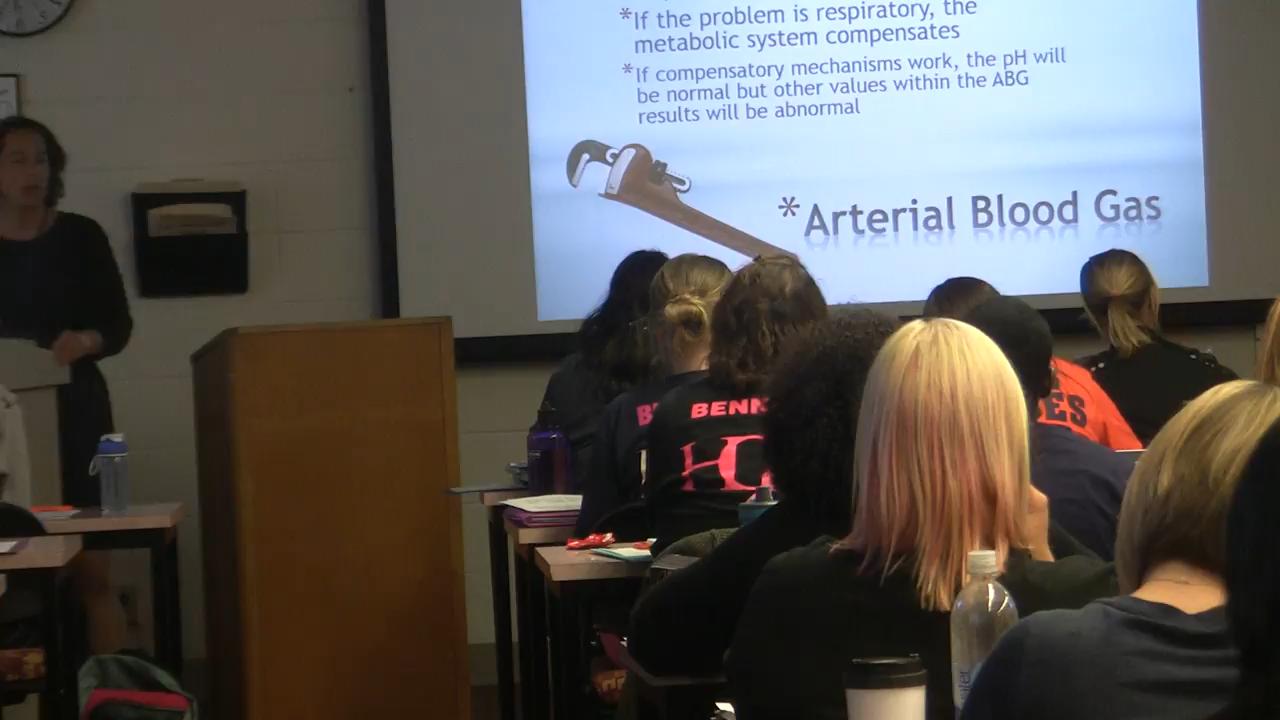 *If the problem is respiratory, the
metabolic system compensates
*If compensatory mechanisms work, the pH will
be normal but other values within the ABG
results will be abnormal
*Arterial Blood Gas
BENN
ES